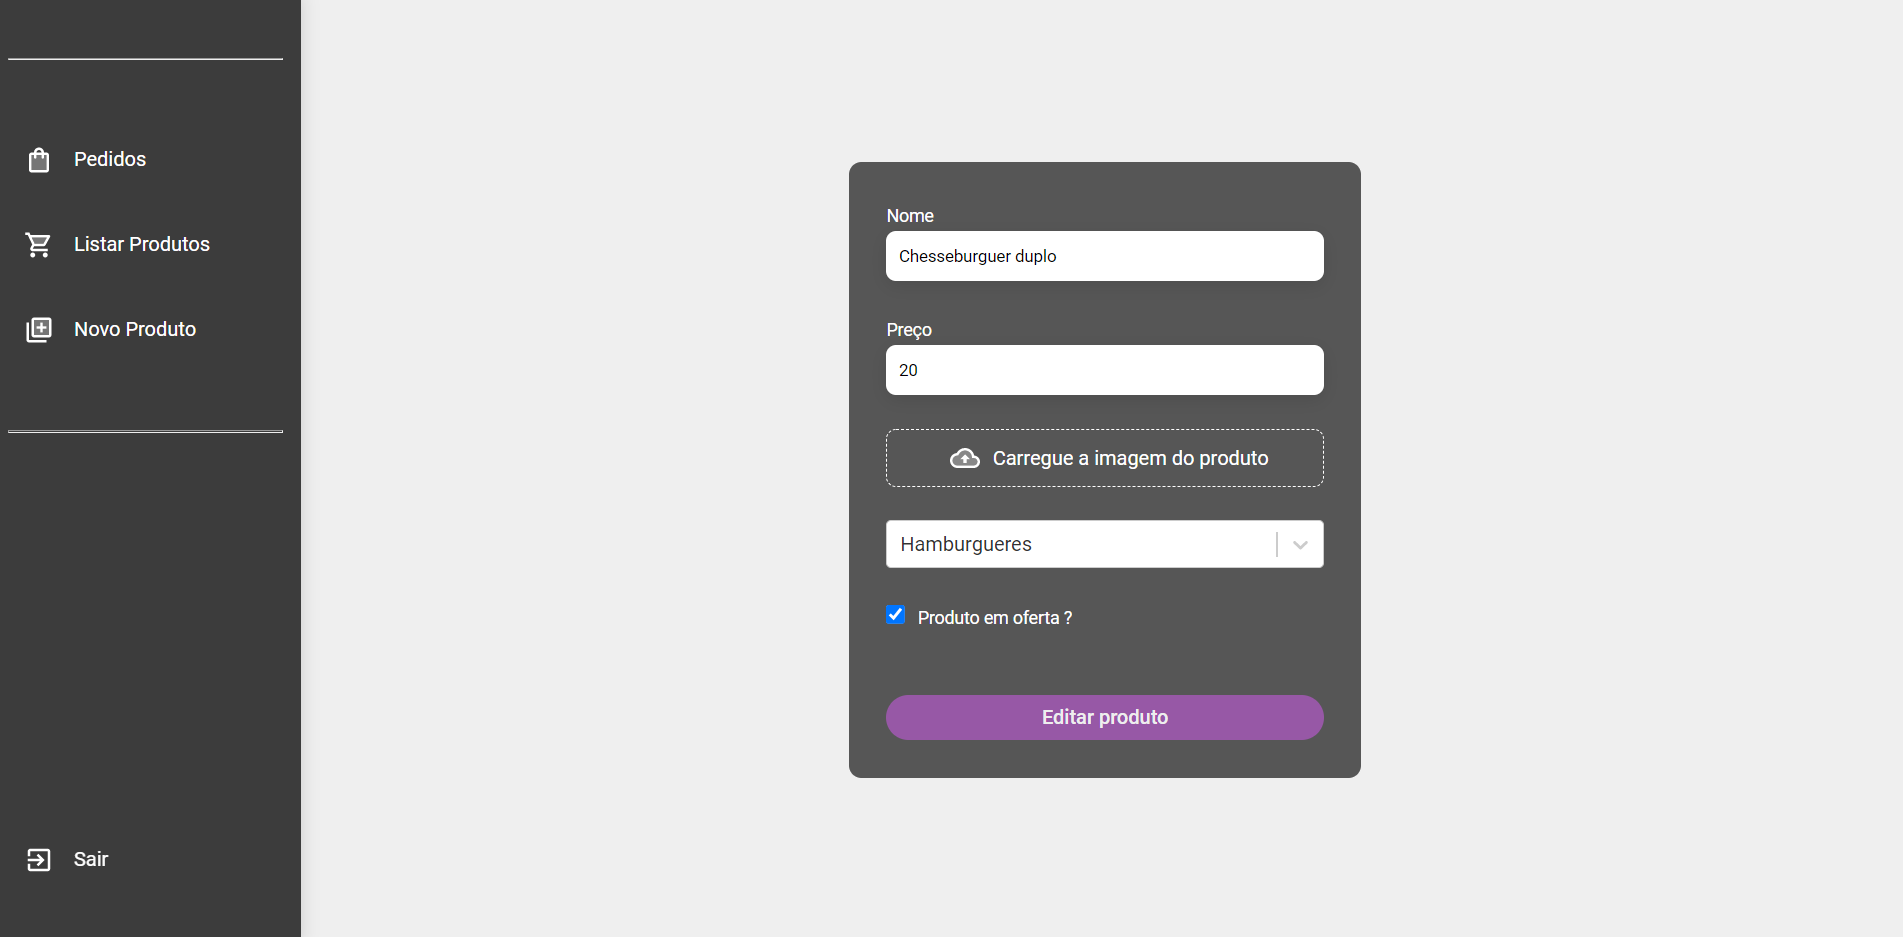 Pedidos
Listar Produtos
Novo Produto
Sair
Nome
Chesseburguer duplo
Preço
20
Carregue a imagem do produto
Hamburgueres
Produto em oferta ?
Editar produto